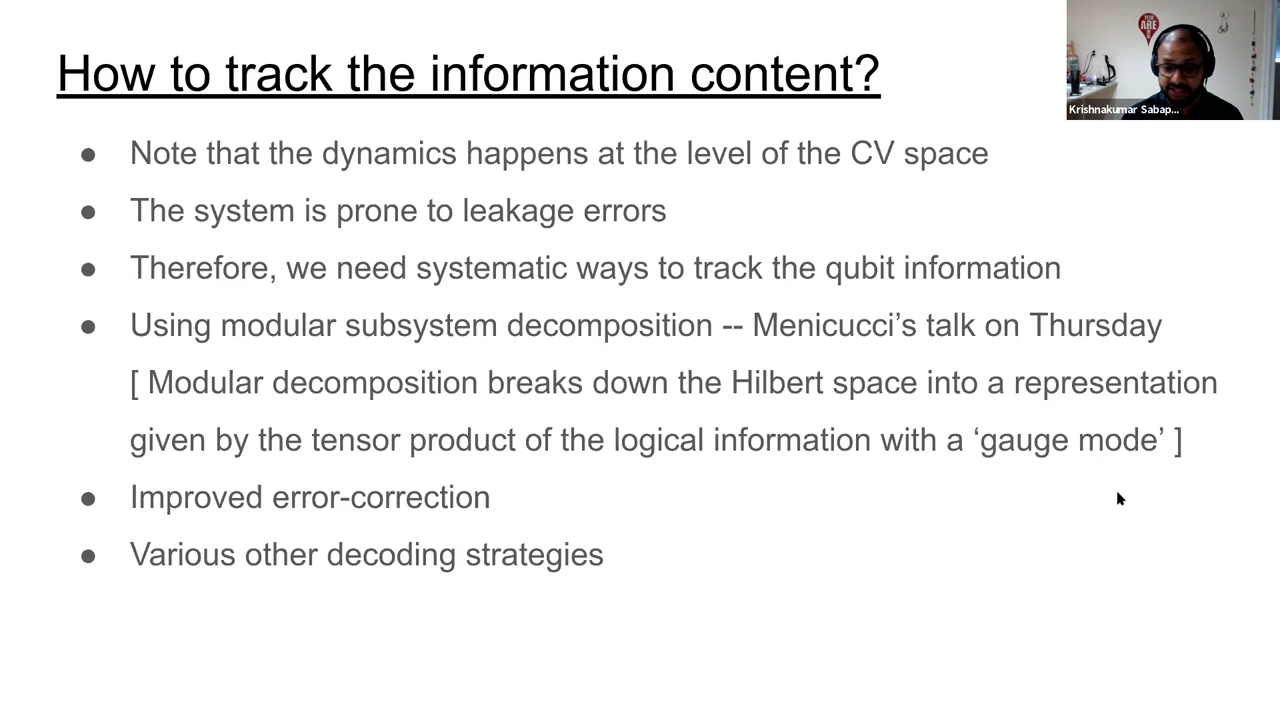 How to track the information content?
● Note that the dynamics happens at the level of the CV space
● The system is prone to leakage errors
● Therefore, we need systematic ways to track the qubit information
● Using modular subsystem decomposition -- Menicucci’s talk on Thursday
[ Modular decomposition breaks down the Hilbert space into a representation
given by the tensor product of the logical information with a ‘gauge mode’ ]
● Improved error-correction
● Various other decoding strategies
YOU
ARE
Krishnakumar Sabap...